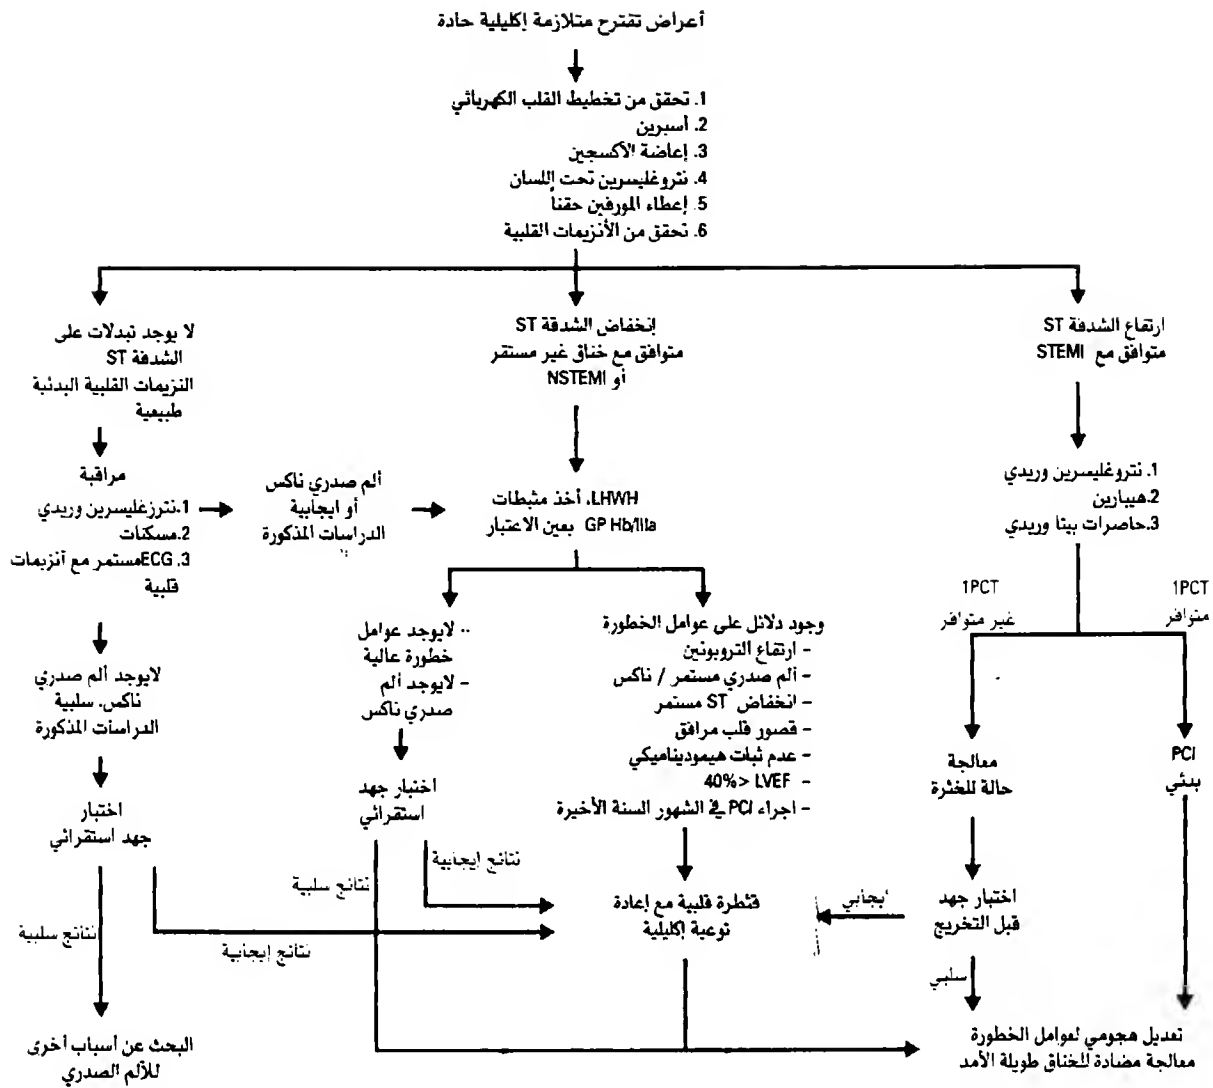 أعراض تقترح متلازمة إكليلية حادة
1. تحقق من تخطيط القلب الكهربائي
2. أسبرين
3. إعاضة الأكسجين
4. نتروغليسرين تحت اللسان
5. إعطاء المورفين حقناً
6. تحقق من الأنزيمات القلبية
ارتفاع الشدفة ST
متوافق مع STEMI
إنخفاض الشدفة ST
متوافق مع خناق غير مستقر
أو NSTEMI
لا يوجد تبدلات على
الشدفة ST
النزيمات القلبية البدئية
طبيعية
1. نتروغليسرين وريدي
2.هيبارين
3.حاصرات بيتا وريدي
LHWH، أخذ مثبطات
GP Hb/IIIa بعين الاعتبار
ألم صدري ناكس
أو ايجابية
الدراسات المذكورة
مراقبة
1.نترزغليسرين وريدي
2.مسكنات
3. ECGمستمر مع أنزيمات
قلبية
1PCT
متوافر
1PCT
غير متوافر
وجود دلائل على عوامل الخطورة
- ارتفاع التروبونين
- ألم صدري مستمر / ناكس
- انخفاض ST مستمر
- قصور قلب مرافق
- عدم ثبات هيموديناميكي
- LVEF <40%
- اجراء PCI في الشهور السنة الأخيرة
-- لايوجد عوامل
خطورة عالية
- لايوجد ألم
صدري ناكس
لايوجد ألم صدري
ناكس. سلبية
الدراسات المذكورة
PCI
بدئي
معالجة
حالة للخثرة
اختبار جهد
استقرائي
اختبار
جهد استقرائي
اختبار جهد
قبل التخريج
ايجابي
سلبي
قثطرة قلبية مع إعادة
توعية إكليلية
نتائج إيجابية
نتائج سلبية
نتائج إيجابية
نتائج سلبية
تعديل هجومي لعوامل الخطورة
معالجة مضادة للخناق طويلة الأمد
البحث عن أسباب أخرى
للألم الصدري